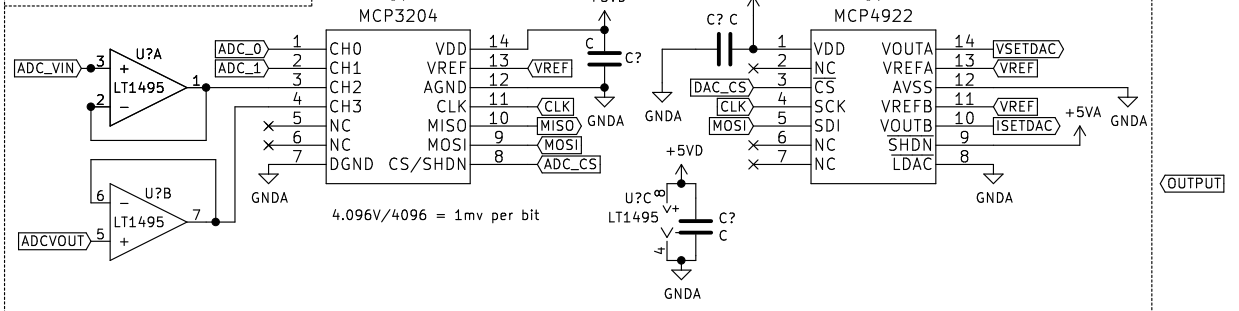 MCP3204
ADC_0 1 CH0 VDD 14
ADC_1 2 CH1 VREF 13 VREF
3 CH2 AGND 12
4 CH3 CLK 11 CLK
5 NC MISO 10 MISO
6 NC MOSI 9 MOSI
7 DGND CS/SHDN 8 ADC_CS
GNDA
C
C?
GNDA
4.096V/4096 = 1mv per bit
U?A
ADC_VIN 3 +
LT1495 1
2 −
U?B
6 −
LT1495 7
ADCVOUT 5 +
C? C
GNDA
MCP4922
1 VDD VOUTA 14 VSETDAC
2 NC VREFA 13 VREF
DAC_CS 3 CS AVSS 12
CLK 4 SCK VREFB 11 VREF
MOSI 5 SDI VOUTB 10 ISETDAC
6 NC SHDN 9
7 NC LDAC 8
+5VA
GNDA
GNDA
+5VD
U?C 8
V+
LT1495
V-
4
C?
C
GNDA
OUTPUT